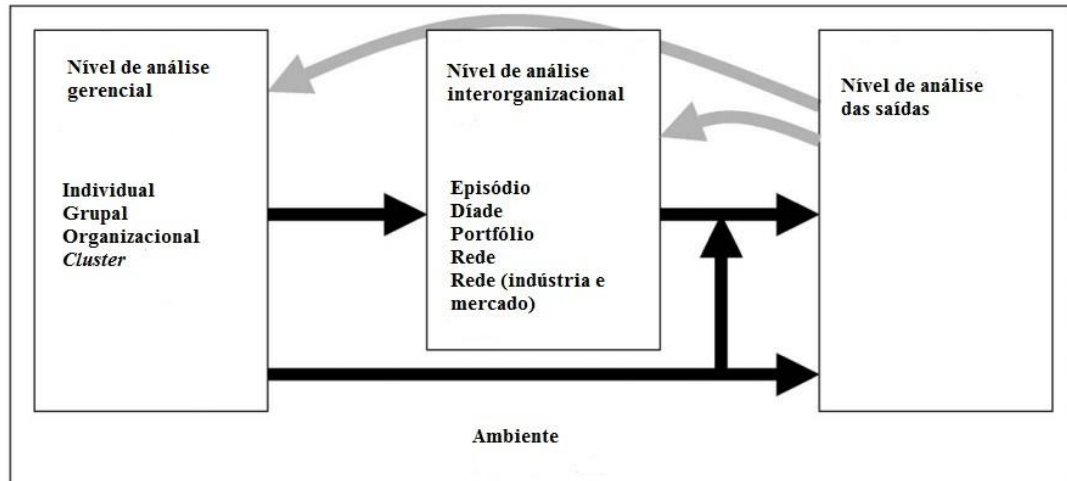 Nível de análise
gerencial
Individual
Grupal
Organizacional
Cluster
Nível de análise
interorganizacional
Episódio
Díade
Portfólio
Rede
Rede (indústria e
mercado)
Nível de análise
das saídas
Ambiente